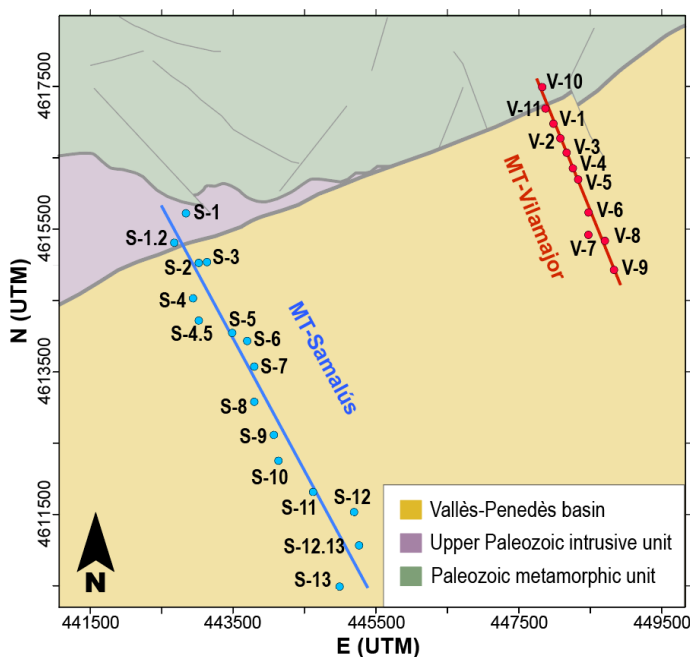 4617500
4615500
4613500
4611500
N (UTM)
V-10
V-11
V-1
V-2
V-3
V-4
V-5
V-6
V-7
V-8
V-9
MT-Vilamajor
S-1
S-1.2
S-2
S-3
S-4
S-4.5
S-5
S-6
S-7
S-8
S-9
S-10
S-11
S-12
S-12.13
S-13
MT-Samalús
N
Vallès-Penedès basin
Upper Paleozoic intrusive unit
Paleozoic metamorphic unit
441500
443500
445500
447500
449500
E (UTM)